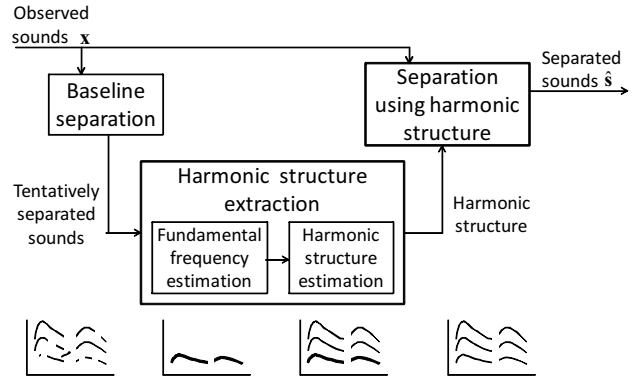 Observed
sounds x
Baseline
separation
Separation
using harmonic
structure
Separated
sounds ŝ
Tentatively
separated
sounds
Harmonic structure
extraction
Fundamental
frequency
estimation
Harmonic
structure
estimation
Harmonic
structure